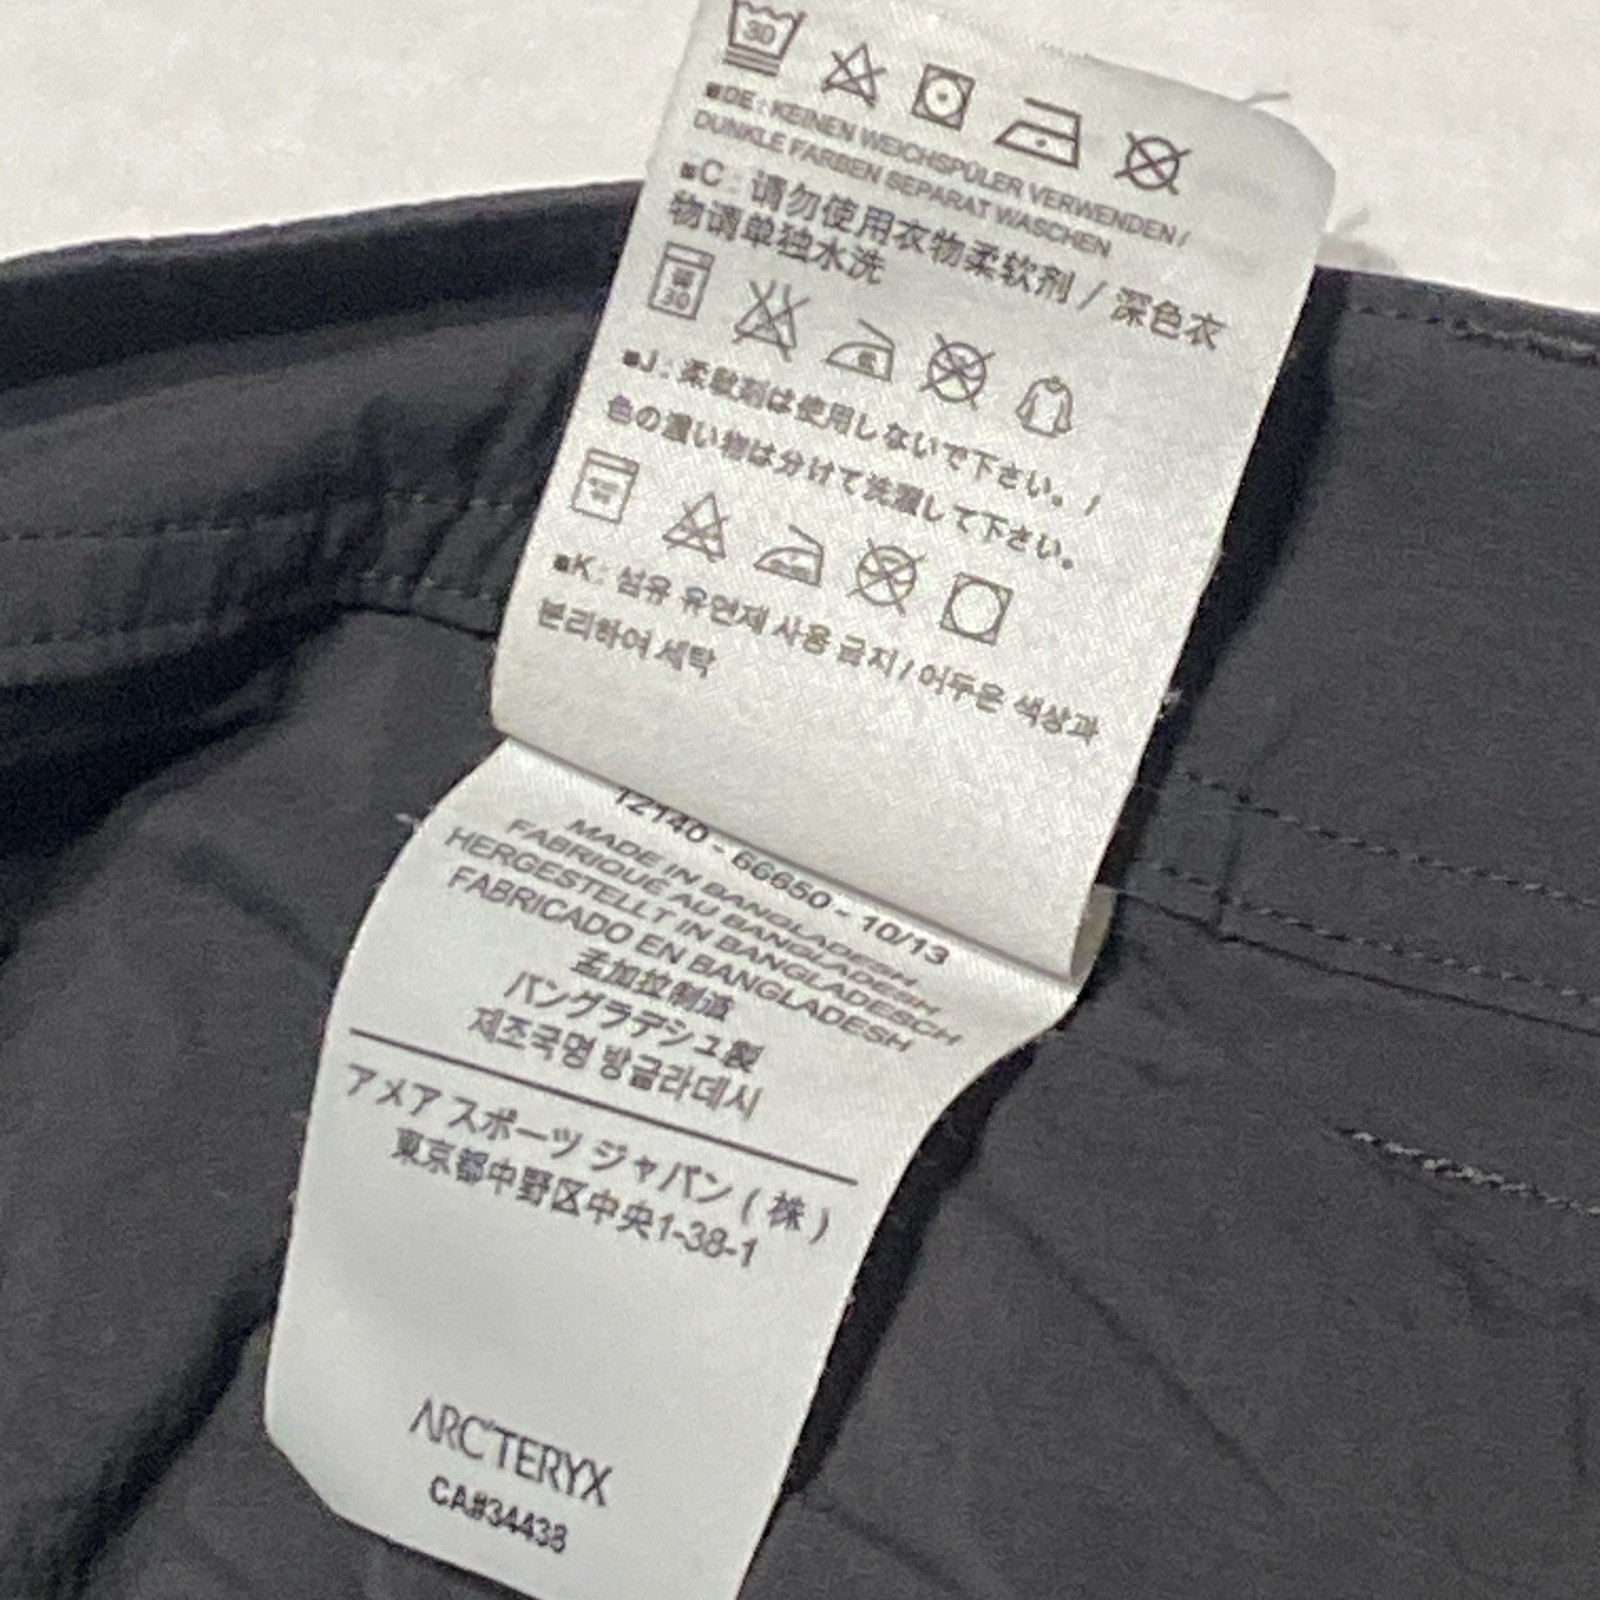 30
■DE : KEINEN WEICHSPÜLER VERWENDEN /
DUNKLE FARBEN SEPARAT WASCHEN
■C : 请勿使用衣物柔软剂 / 深色衣
物请单独水洗
30
■J : 柔軟剤は使用しないで下さい。/
色の濃い物は分けて洗濯して下さい。
■K : 섬유 유연제 사용 금지 / 어두운 색상과
분리하여 세탁
12140 - 66650 - 10/13
MADE IN BANGLADESH
FABRIQUÉ AU BANGLADESH
HERGESTELLT IN BANGLADESCH
FABRICADO EN BANGLADESH
孟加拉制造
バングラデシュ製
제조국명 방글라데시
アメア スポーツ ジャパン ( 株 )
東京都中野区中央1-38-1
ARC'TERYX
CA#34438